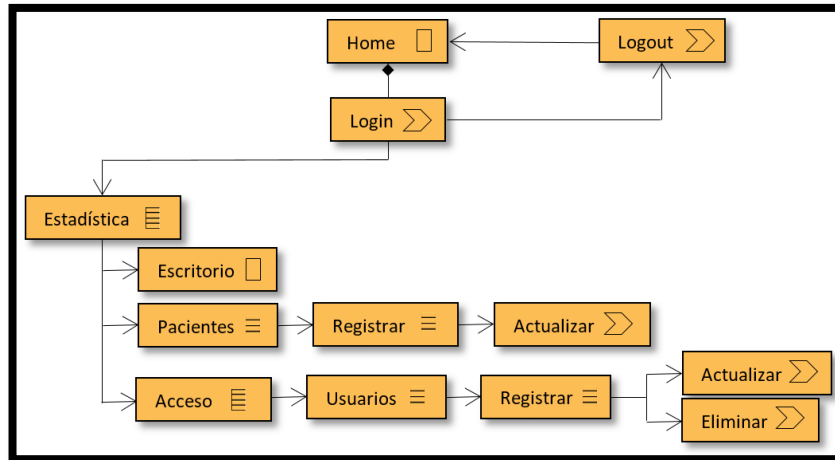 Home
Logout
Login
Estadística
Escritorio
Pacientes
Registrar
Actualizar
Acceso
Usuarios
Registrar
Actualizar
Eliminar